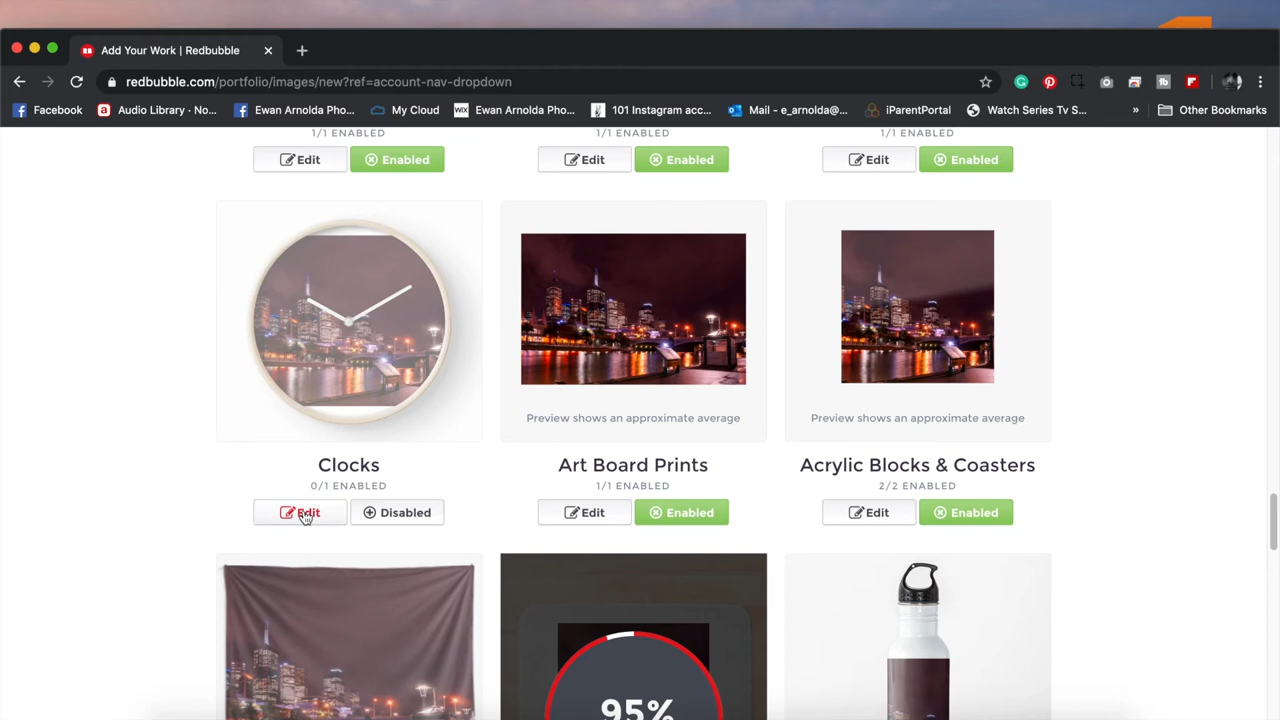 Add Your Work | Redbubble
redbubble.com/portfolio/images/new?ref=account-nav-dropdown
Facebook
Audio Library · No...
Ewan Arnolda Pho...
My Cloud
WIX
Ewan Arnolda Pho...
101 Instagram acc...
Mail - e_arnolda@...
iParentPortal
Watch Series Tv S...
»
Other Bookmarks
1/1 ENABLED
1/1 ENABLED
1/1 ENABLED
Edit
Enabled
Edit
Enabled
Edit
Enabled
Preview shows an approximate average
Preview shows an approximate average
Clocks
Art Board Prints
Acrylic Blocks & Coasters
0/1 ENABLED
1/1 ENABLED
2/2 ENABLED
Edit
Disabled
Edit
Enabled
Edit
Enabled
95%